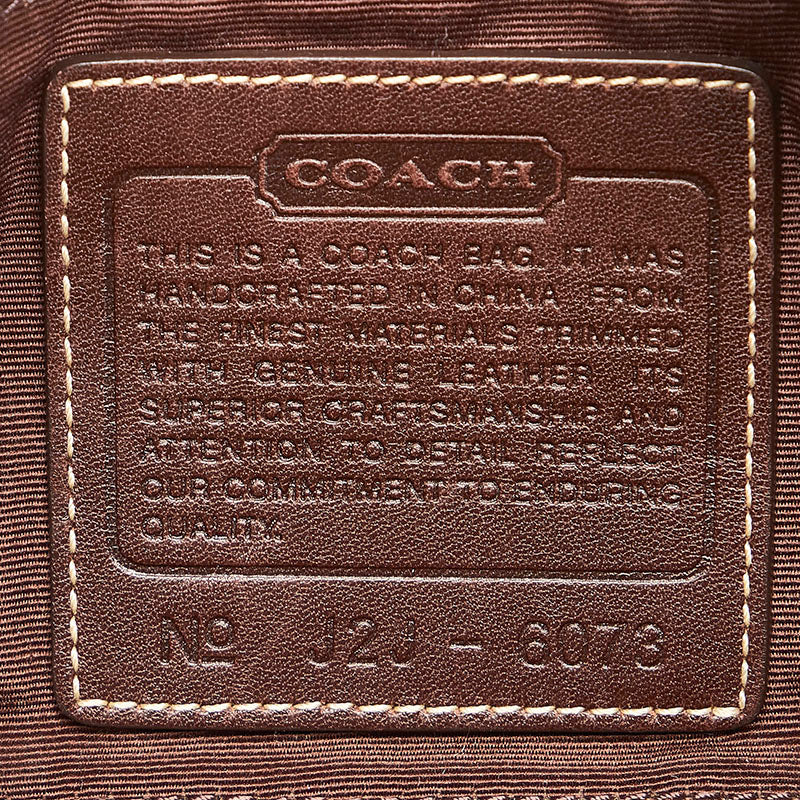 COACH
THIS IS A COACH BAG. IT WAS
HANDCRAFTED IN CHINA FROM
THE FINEST MATERIALS TRIMMED
WITH GENUINE LEATHER. ITS
SUPERIOR CRAFTSMANSHIP AND
ATTENTION TO DETAIL REFLECT
OUR COMMITMENT TO ENDURING
QUALITY.
Nº J2J - 6073